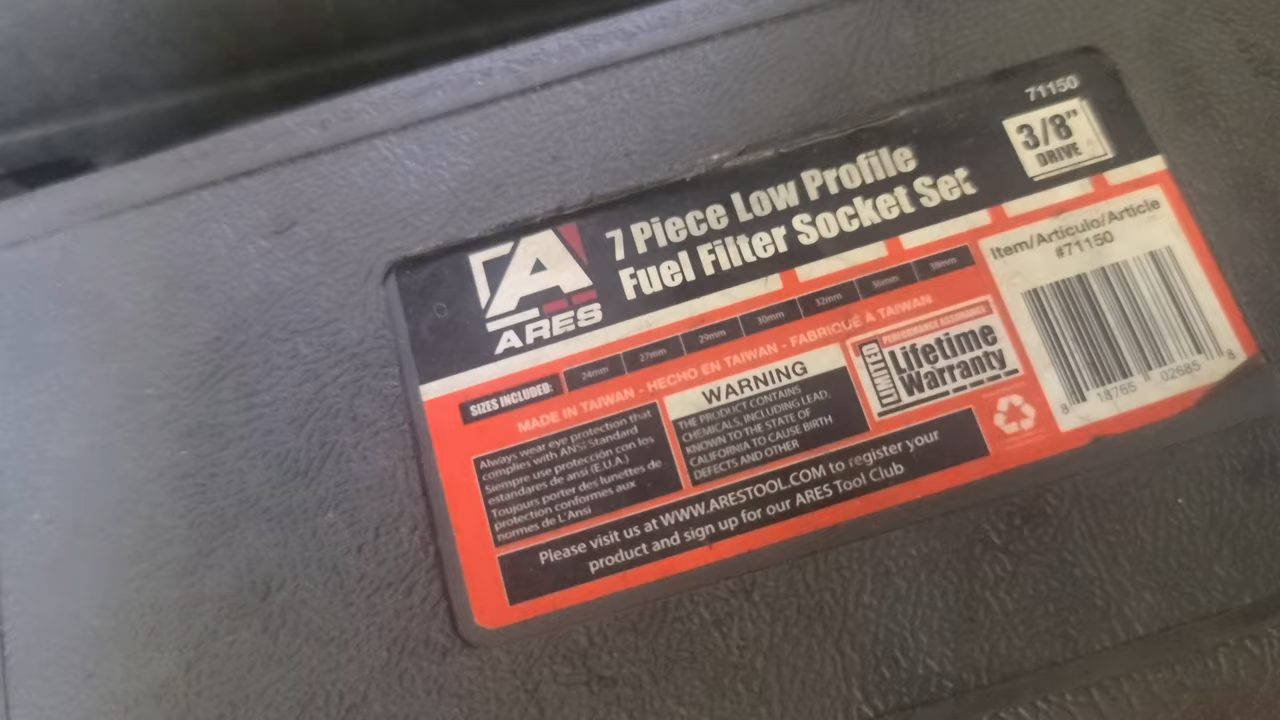 71150
3/8"
DRIVE
7 Piece Low Profile
Fuel Filter Socket Set
ARES
Item/Articulo/Article
#71150
SIZES INCLUDED:
24mm
27mm
29mm
30mm
32mm
36mm
38mm
MADE IN TAIWAN - HECHO EN TAIWAN - FABRIQUÉ À TAIWAN
Always wear eye protection that
complies with ANSI Standard
Siempre use protección con los
estandares de ansi (E.U.A.)
Toujours porter des lunettes de
protection conformes aux
normes de L'Ansi
WARNING
THE PRODUCT CONTAINS
CHEMICALS, INCLUDING LEAD,
KNOWN TO THE STATE OF
CALIFORNIA TO CAUSE BIRTH
DEFECTS AND OTHER
PERFORMANCE ASSURANCE
LIMITED
Lifetime
Warranty
8 18765 02685 8
Please visit us at WWW.ARESTOOL.COM to register your
product and sign up for our ARES Tool Club